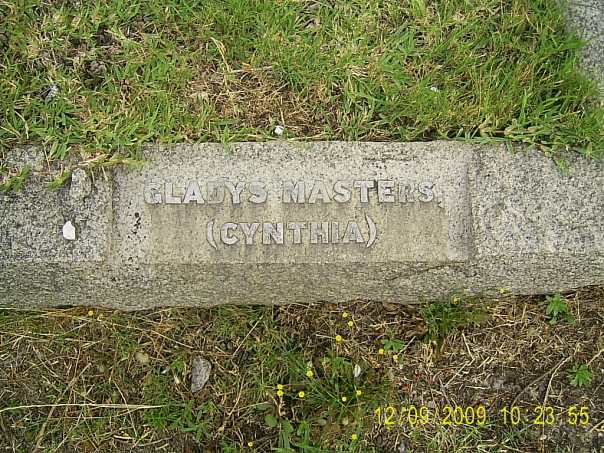 GLADYS MASTERS,
(CYNTHIA)
12 09 2009 10 23 55